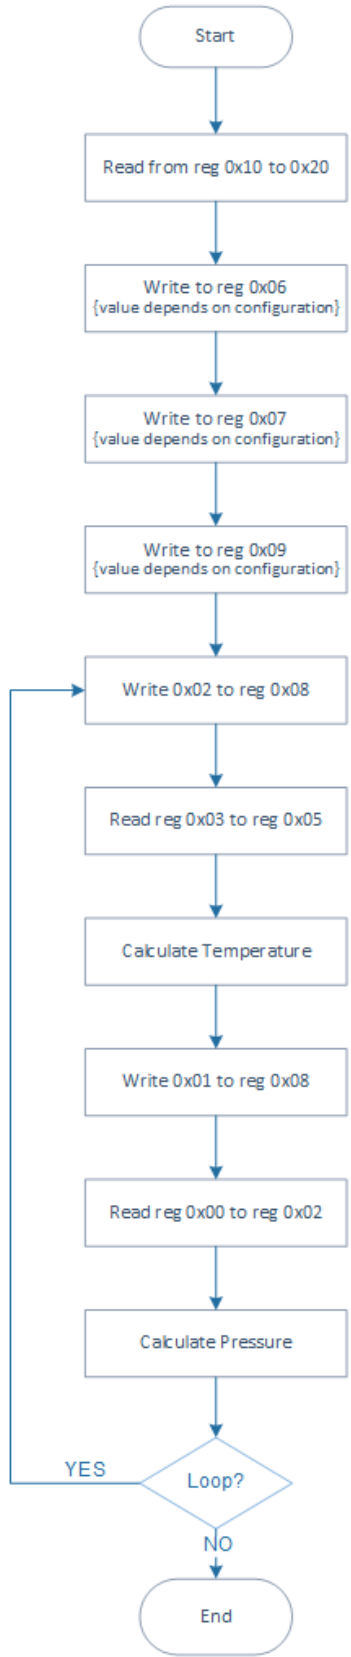 Start
Read from reg 0x10 to 0x20
Write to reg 0x06
{value depends on configuration}
Write to reg 0x07
{value depends on configuration}
Write to reg 0x09
{value depends on configuration}
Write 0x02 to reg 0x08
Read reg 0x03 to reg 0x05
Calculate Temperature
Write 0x01 to reg 0x08
Read reg 0x00 to reg 0x02
Calculate Pressure
YES
Loop?
NO
End